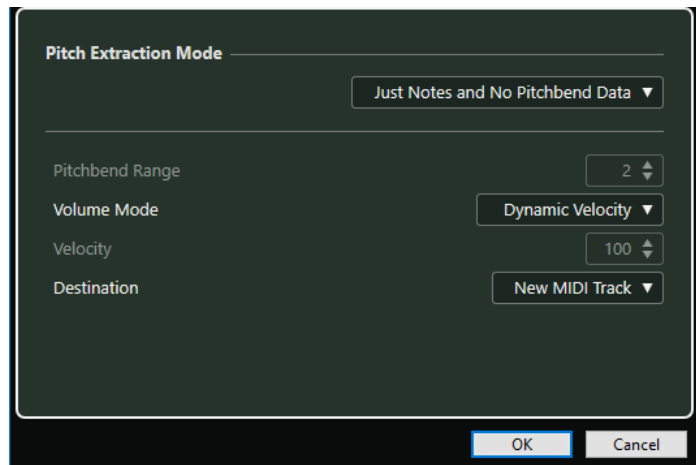 Pitch Extraction Mode
Just Notes and No Pitchbend Data ▼
Pitchbend Range 2
Volume Mode Dynamic Velocity ▼
Velocity 100
Destination New MIDI Track ▼
OK Cancel